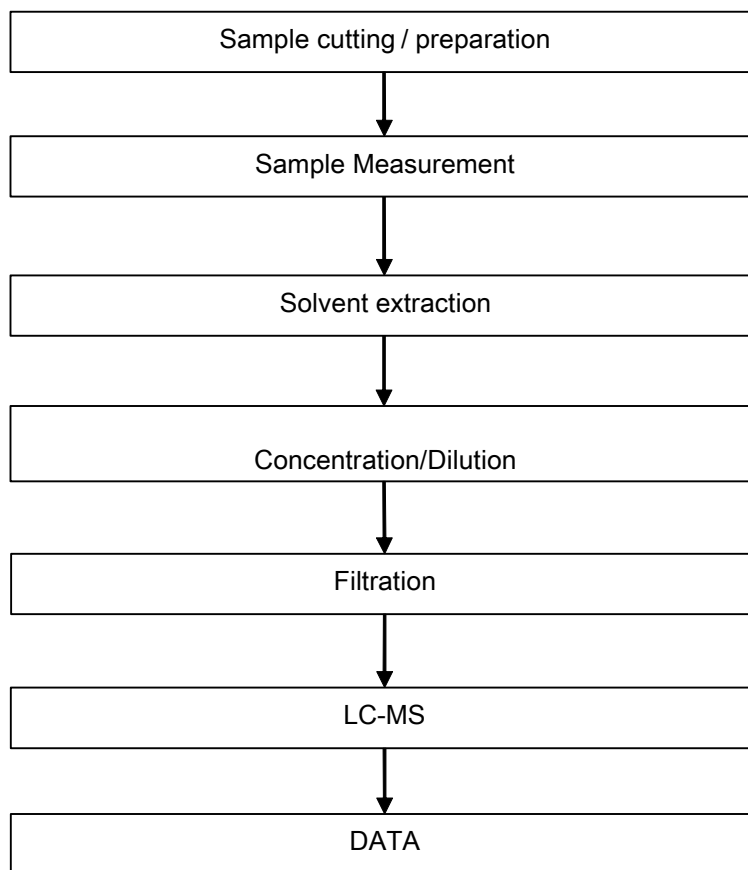 Sample cutting / preparation
Sample Measurement
Solvent extraction
Concentration/Dilution
Filtration
LC-MS
DATA